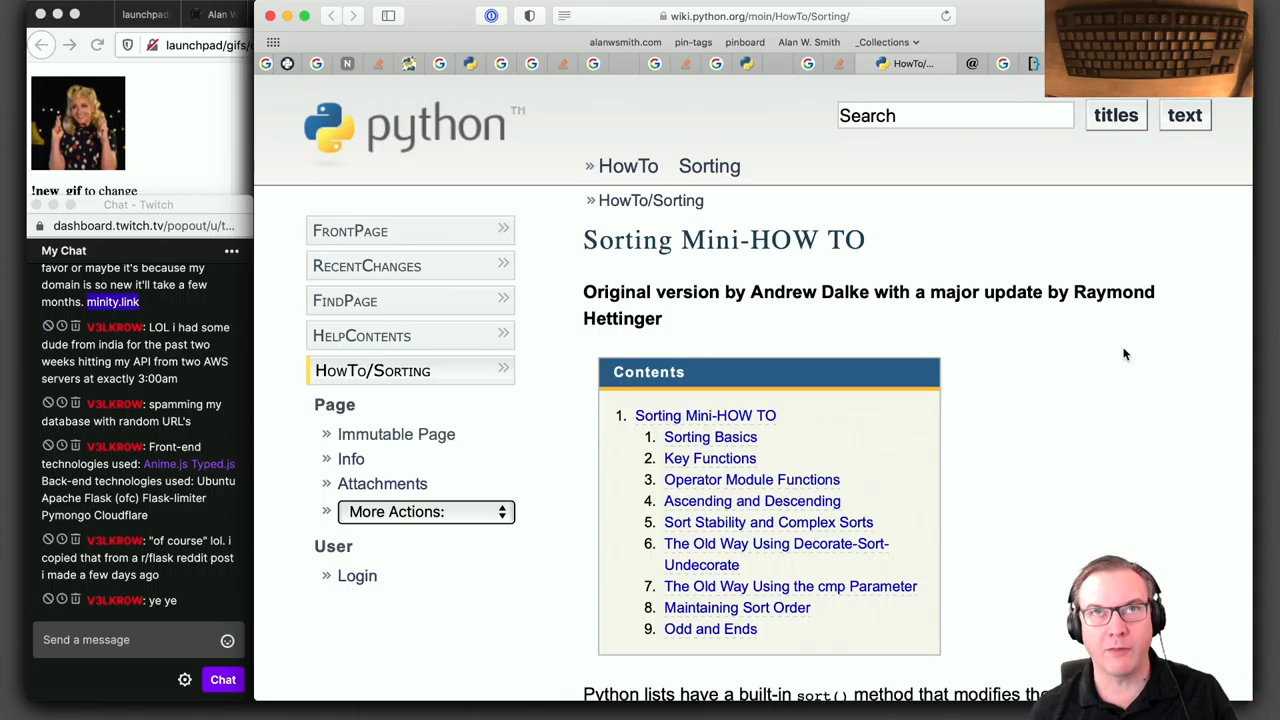 launchpad
Alan W
launchpad/gifs/
!new_gif to change
Chat - Twitch
dashboard.twitch.tv/popout/u/t...
My Chat
favor or maybe it's because my
domain is so new it'll take a few
months. minity.link
V3LKR0W: LOL i had some
dude from india for the past two
weeks hitting my API from two AWS
servers at exactly 3:00am
V3LKR0W: spamming my
database with random URL's
V3LKR0W: Front-end
technologies used: Anime.js Typed.js
Back-end technologies used: Ubuntu
Apache Flask (ofc) Flask-limiter
Pymongo Cloudflare
V3LKR0W: "of course" lol. i
copied that from a r/flask reddit post
i made a few days ago
V3LKR0W: ye ye
Send a message
Chat
wiki.python.org/moin/HowTo/Sorting/
alanwsmith.com pin-tags pinboard Alan W. Smith _Collections
HowTo/...
python TM
Search titles text
» HowTo Sorting
» HowTo/Sorting
FrontPage »
RecentChanges »
FindPage »
HelpContents »
HowTo/Sorting »
Page
» Immutable Page
» Info
» Attachments
» More Actions:
User
» Login
Sorting Mini-HOW TO
Original version by Andrew Dalke with a major update by Raymond
Hettinger
Contents
1. Sorting Mini-HOW TO
1. Sorting Basics
2. Key Functions
3. Operator Module Functions
4. Ascending and Descending
5. Sort Stability and Complex Sorts
6. The Old Way Using Decorate-Sort-
Undecorate
7. The Old Way Using the cmp Parameter
8. Maintaining Sort Order
9. Odd and Ends
Python lists have a built-in sort() method that modifies the